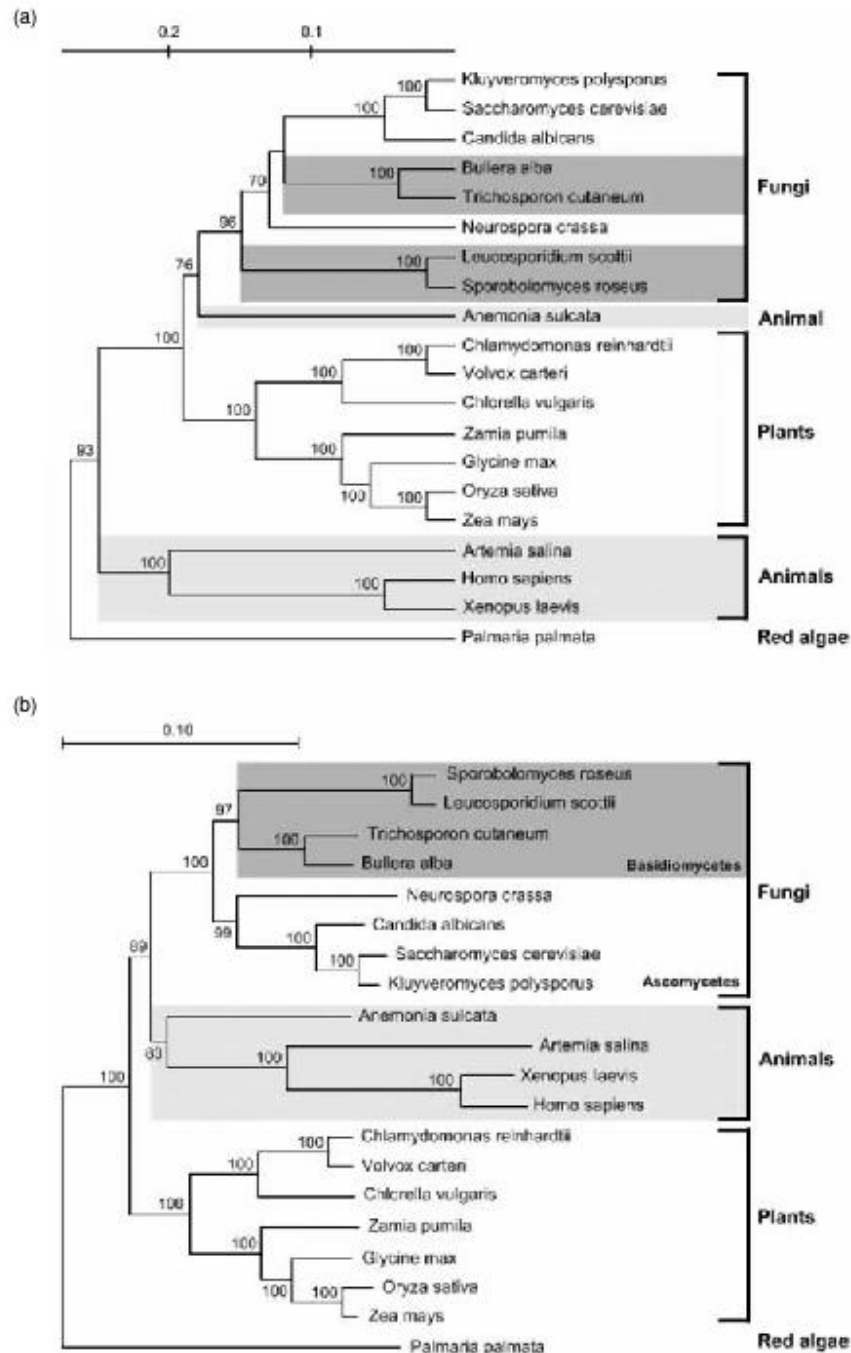 (a)
0.2 0.1
Kluyveromyces polysporus
100
Saccharomyces cerevisiae
100
Candida albicans
Bullera alba
100
Trichosporon cutaneum
Fungi
70
Neurospora crassa
96
Leucosporidium scottii
100
Sporobolomyces roseus
76
Anemonia sulcata
Animal
100
Chlamydomonas reinhardtii
100
Volvox carteri
100
Chlorella vulgaris
100
Plants
Zamia pumila
100
Glycine max
100
Oryza sativa
100
Zea mays
93
Artemia salina
100
Homo sapiens
100
Animals
Xenopus laevis
Palmaria palmata
Red algae
(b)
0.10
Sporobolomyces roseus
100
Leucosporidium scottii
97
Trichosporon cutaneum
100
Bullera alba
Basidiomycetes
100
Fungi
Neurospora crassa
99
Candida albicans
100
Saccharomyces cerevisiae
100
Kluyveromyces polysporus
Ascomycetes
89
Anemonia sulcata
83
Artemia salina
100
Animals
Xenopus laevis
100
Homo sapiens
100
Chlamydomonas reinhardtii
100
Volvox carteri
100
Chlorella vulgaris
100
Plants
Zamia pumila
100
Glycine max
100
Oryza sativa
100
Zea mays
Palmaria palmata
Red algae